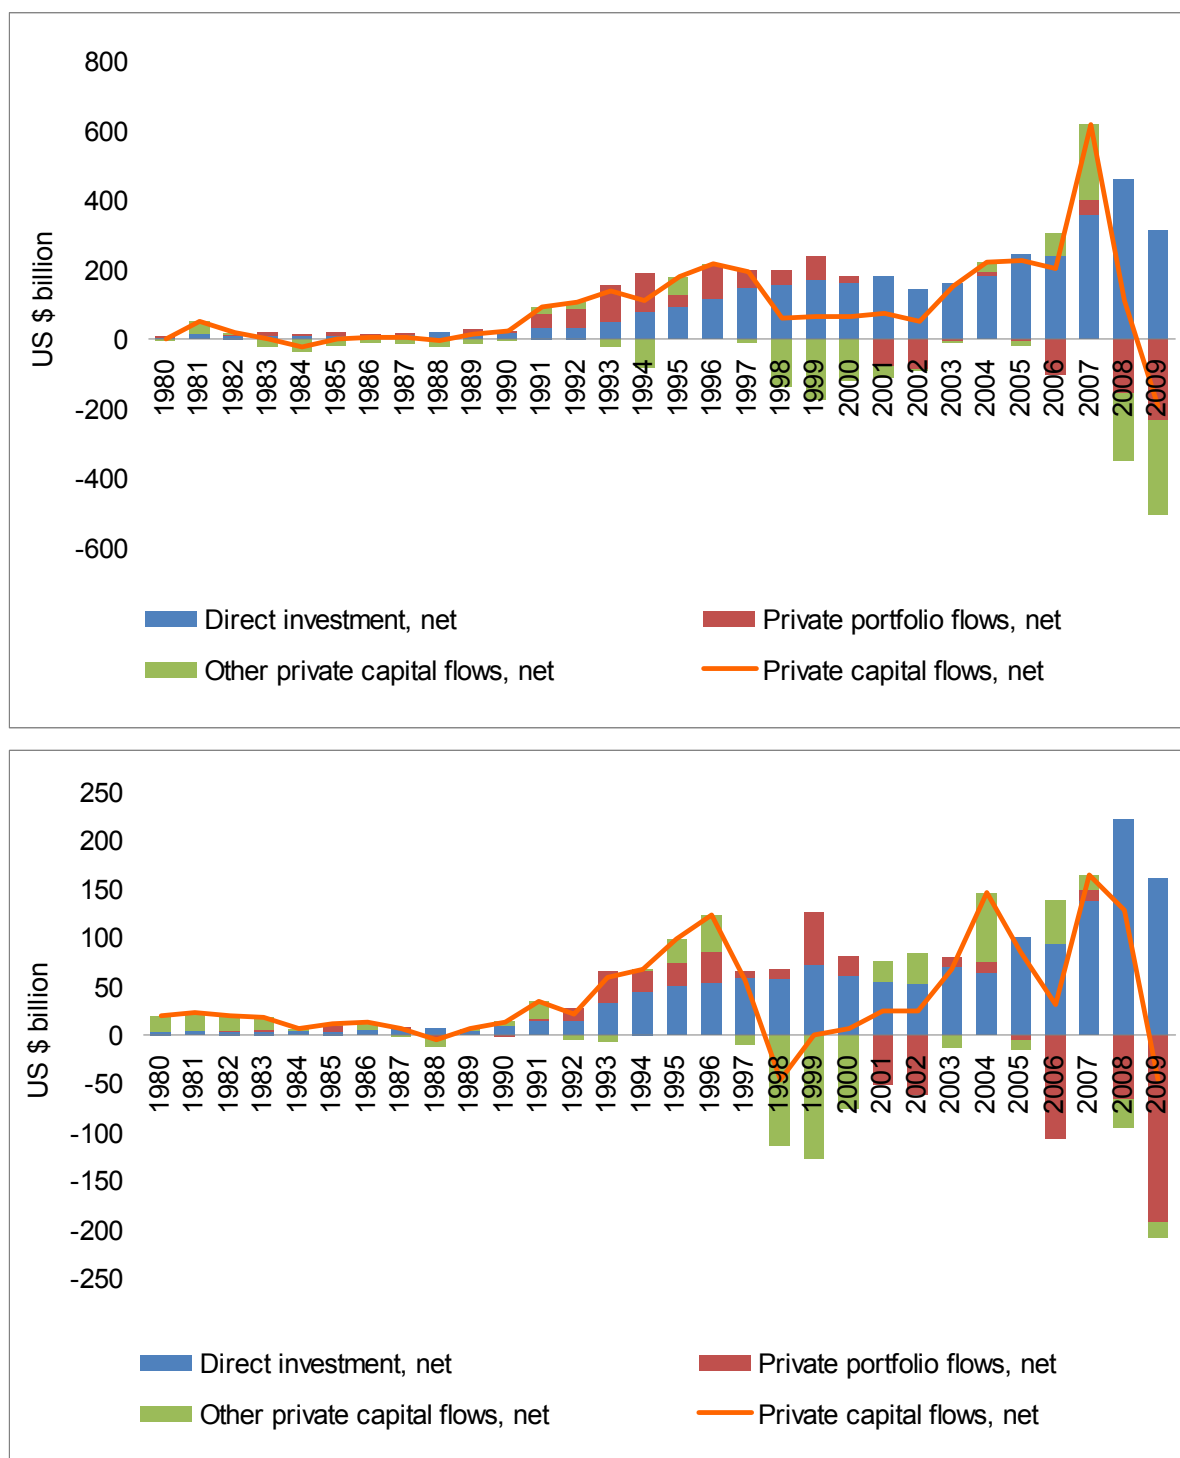 800
600
400
200
0
-200
-400
-600
US $ billion
1980 1981 1982 1983 1984 1985 1986 1987 1988 1989 1990 1991 1992 1993 1994 1995 1996 1997 1998 1999 2000 2001 2002 2003 2004 2005 2006 2007 2008 2009
Direct investment, net
Private portfolio flows, net
Other private capital flows, net
Private capital flows, net
250
200
150
100
50
0
-50
-100
-150
-200
-250
US $ billion
1980 1981 1982 1983 1984 1985 1986 1987 1988 1989 1990 1991 1992 1993 1994 1995 1996 1997 1998 1999 2000 2001 2002 2003 2004 2005 2006 2007 2008 2009
Direct investment, net
Private portfolio flows, net
Other private capital flows, net
Private capital flows, net